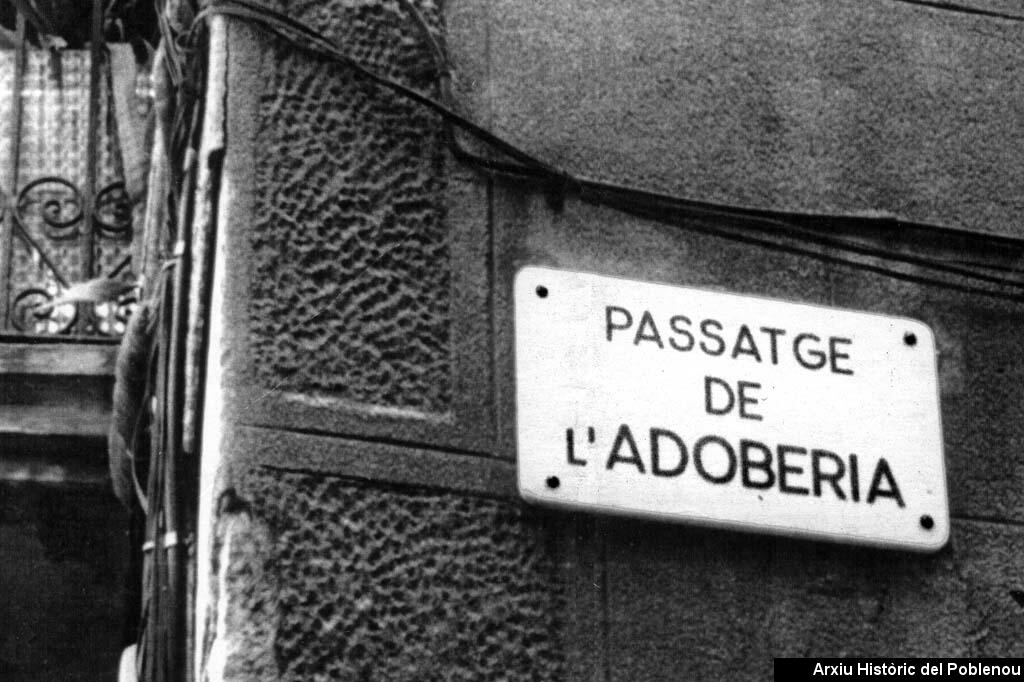 PASSATGE
DE
L'ADOBERIA
Arxiu Històric del Poblenou